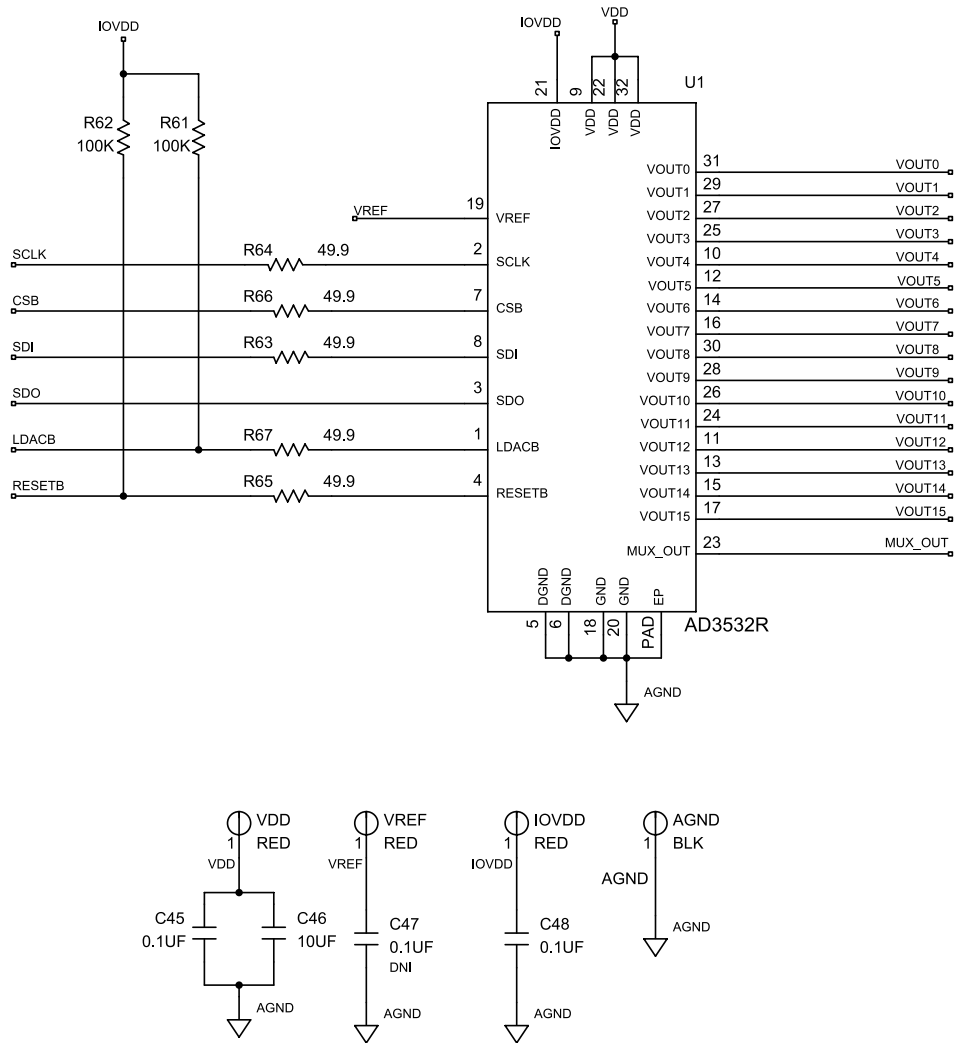 IOVDD
R62
100K
R61
100K
IOVDD
VDD
21
9
22
32
U1
IOVDD
VDD
VDD
VDD
VREF
19
VREF
SCLK
R64
49.9
2
SCLK
CSB
R66
49.9
7
CSB
SDI
R63
49.9
8
SDI
SDO
3
SDO
LDACB
R67
49.9
1
LDACB
RESETB
R65
49.9
4
RESETB
VOUT0
31
VOUT0
VOUT1
29
VOUT1
VOUT2
27
VOUT2
VOUT3
25
VOUT3
VOUT4
10
VOUT4
VOUT5
12
VOUT5
VOUT6
14
VOUT6
VOUT7
16
VOUT7
VOUT8
30
VOUT8
VOUT9
28
VOUT9
VOUT10
26
VOUT10
VOUT11
24
VOUT11
VOUT12
11
VOUT12
VOUT13
13
VOUT13
VOUT14
15
VOUT14
VOUT15
17
VOUT15
MUX_OUT
23
MUX_OUT
DGND
DGND
GND
GND
EP
5
6
18
20
PAD
AD3532R
AGND
VDD
1
RED
VDD
C45
0.1UF
C46
10UF
AGND
VREF
1
RED
VREF
C47
0.1UF
DNI
AGND
IOVDD
1
RED
IOVDD
C48
0.1UF
AGND
AGND
1
BLK
AGND
AGND